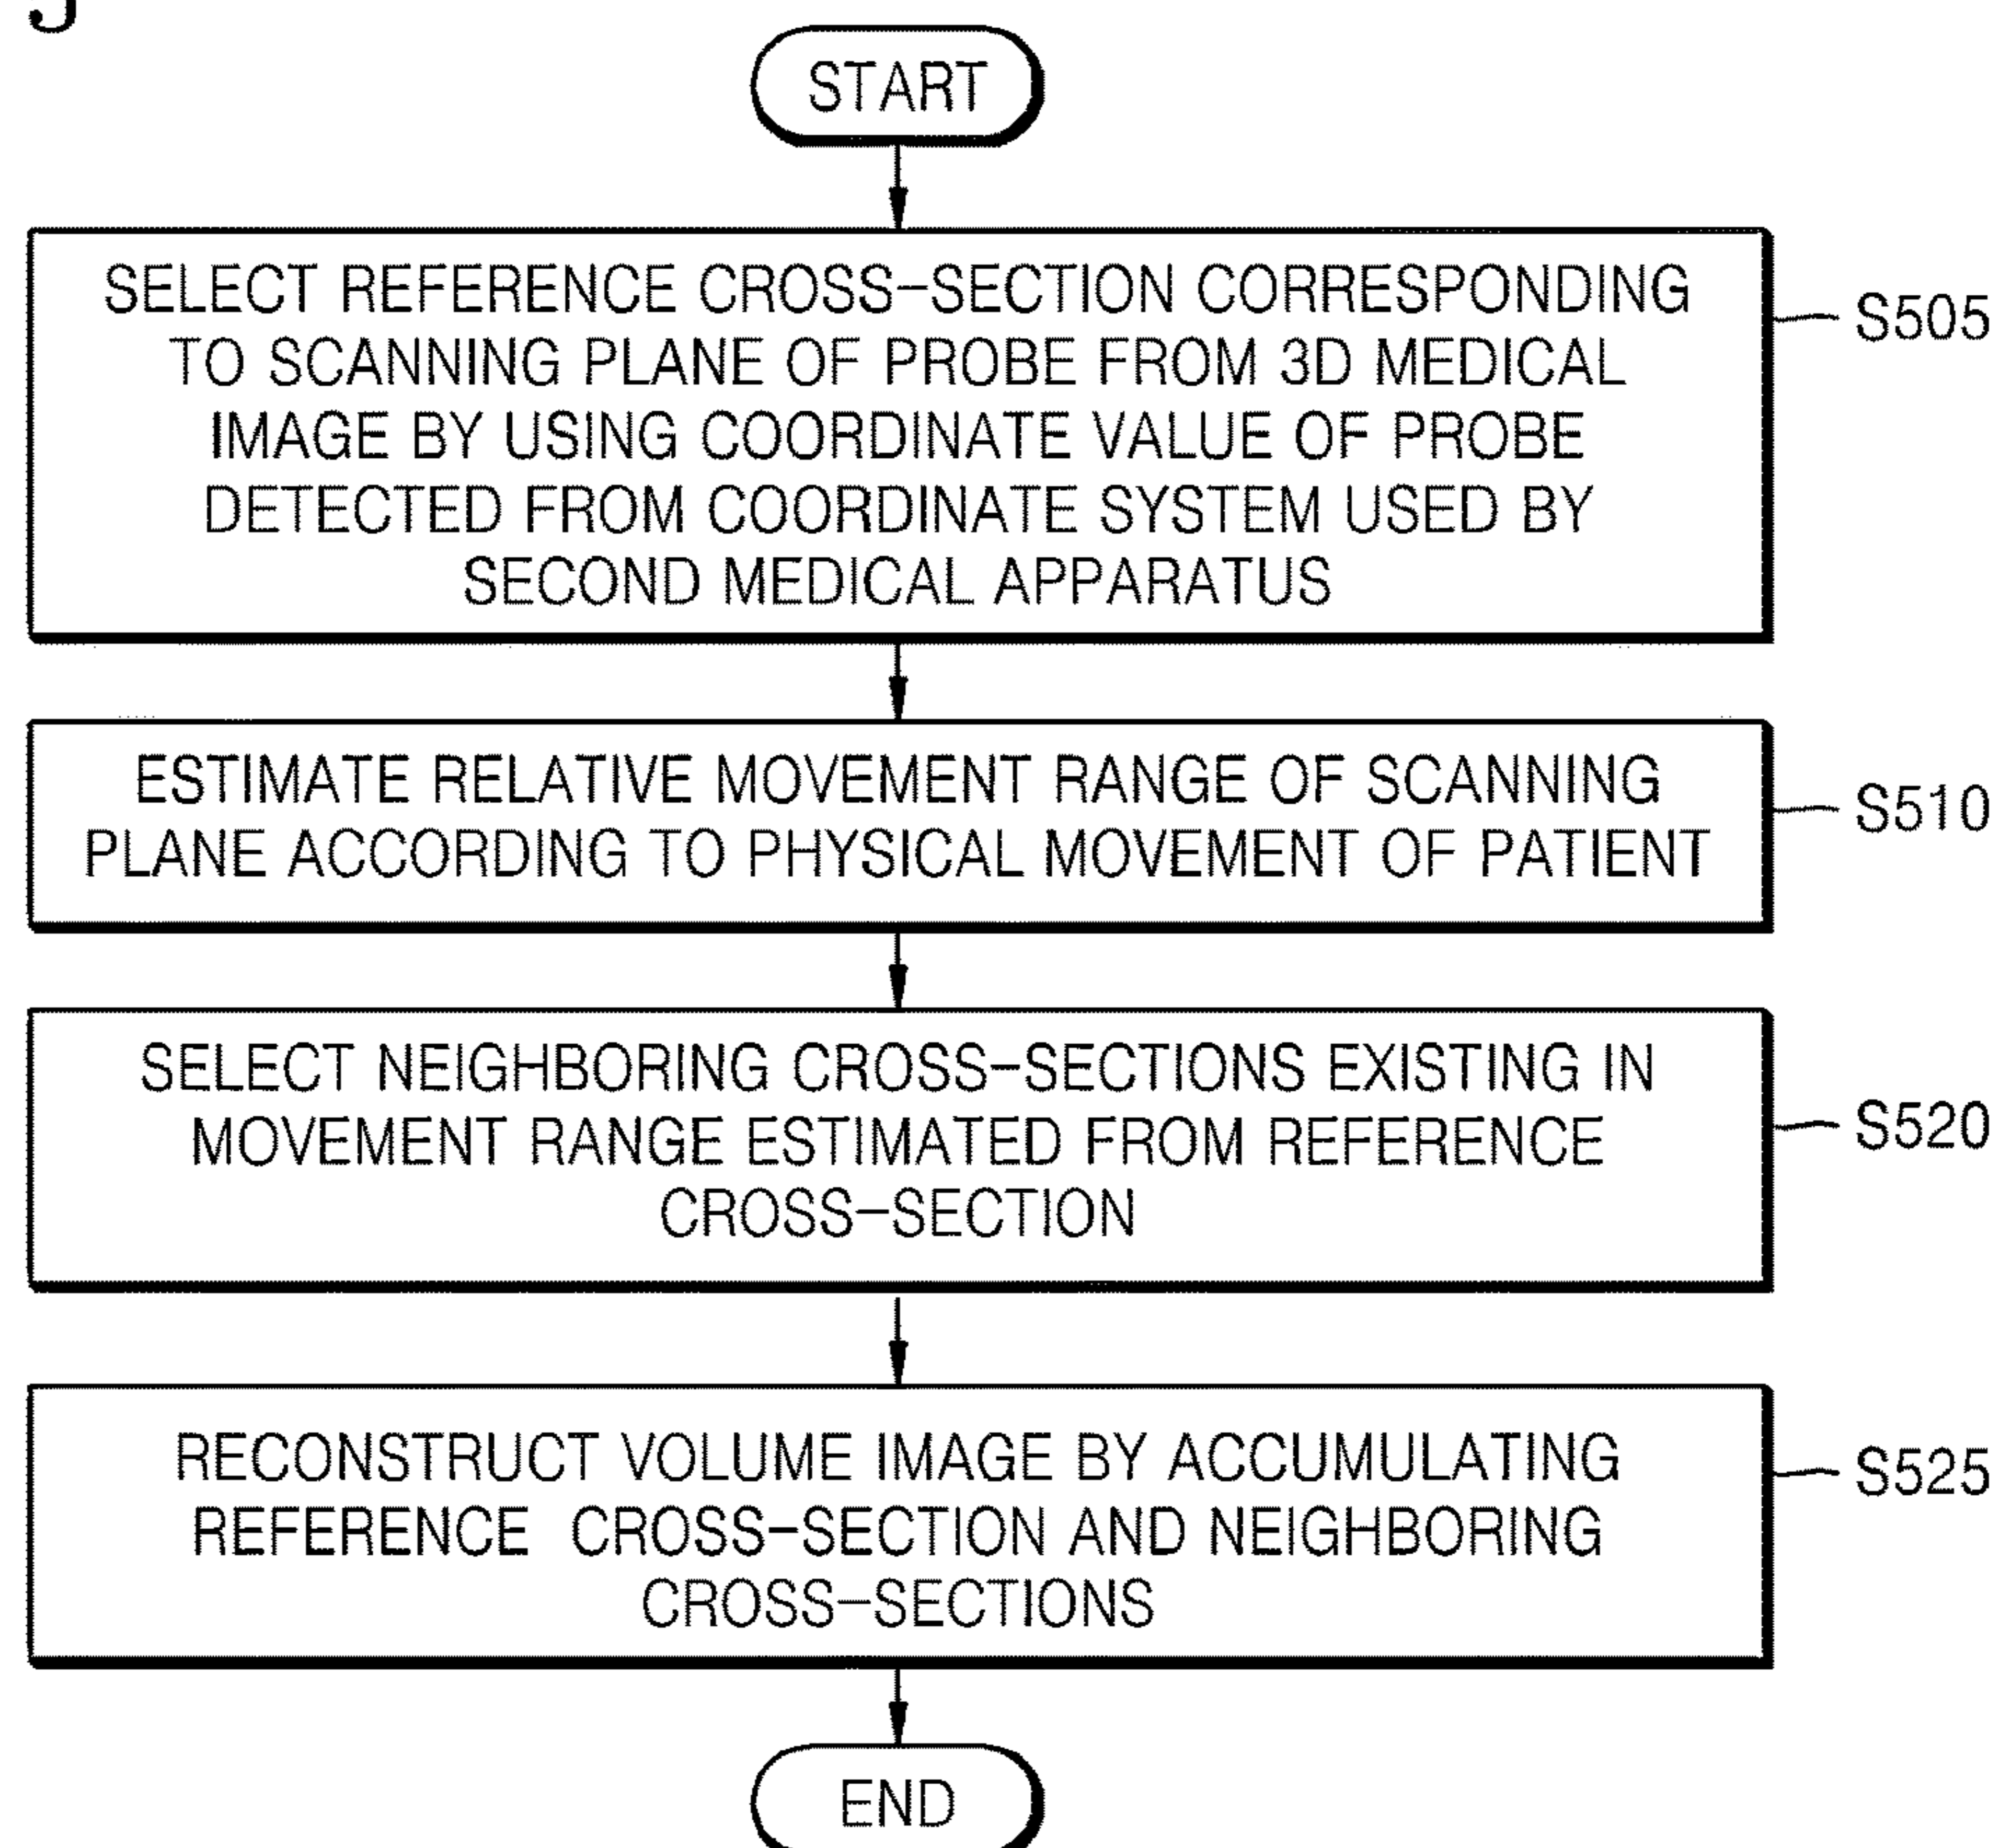 START
SELECT REFERENCE CROSS-SECTION CORRESPONDING
TO SCANNING PLANE OF PROBE FROM 3D MEDICAL
IMAGE BY USING COORDINATE VALUE OF PROBE
DETECTED FROM COORDINATE SYSTEM USED BY
SECOND MEDICAL APPARATUS
S505
ESTIMATE RELATIVE MOVEMENT RANGE OF SCANNING
PLANE ACCORDING TO PHYSICAL MOVEMENT OF PATIENT
S510
SELECT NEIGHBORING CROSS-SECTIONS EXISTING IN
MOVEMENT RANGE ESTIMATED FROM REFERENCE
CROSS-SECTION
S520
RECONSTRUCT VOLUME IMAGE BY ACCUMULATING
REFERENCE CROSS-SECTION AND NEIGHBORING
CROSS-SECTIONS
S525
END